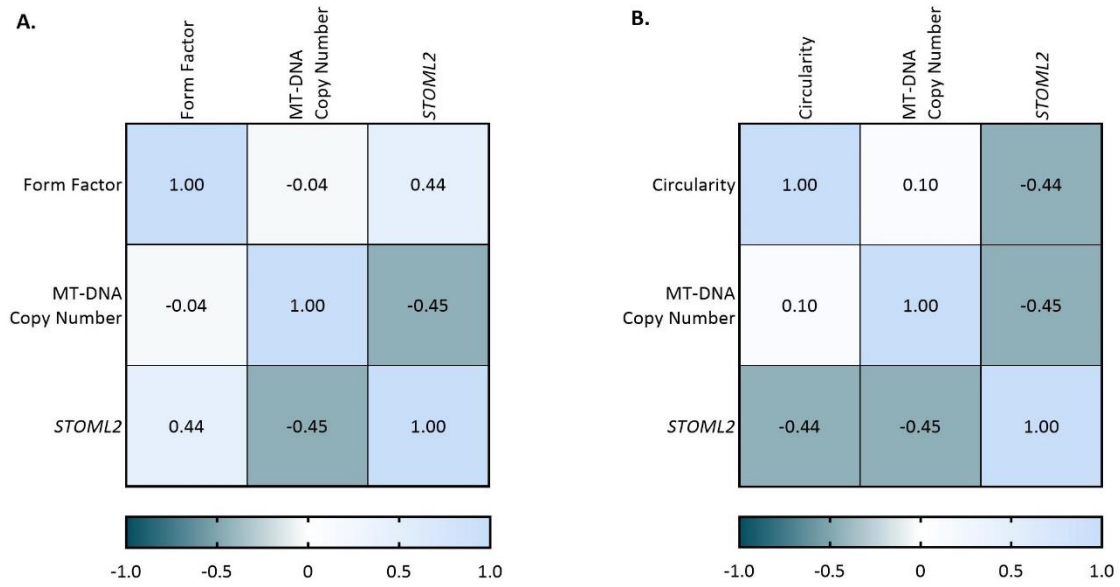 A.
Form Factor
MT-DNA
Copy Number
STOML2
Form Factor
1.00
-0.04
0.44
MT-DNA
Copy Number
-0.04
1.00
-0.45
STOML2
0.44
-0.45
1.00
-1.0
-0.5
0
0.5
1.0
B.
Circularity
MT-DNA
Copy Number
STOML2
Circularity
1.00
0.10
-0.44
MT-DNA
Copy Number
0.10
1.00
-0.45
STOML2
-0.44
-0.45
1.00
-1.0
-0.5
0
0.5
1.0